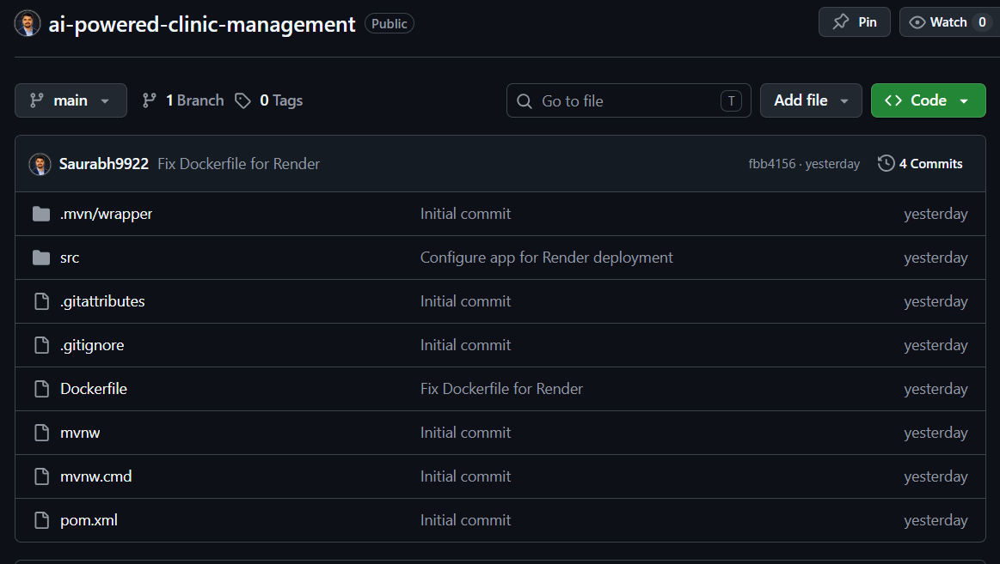 ai-powered-clinic-management Public Pin Watch 0
main 1 Branch 0 Tags Go to file T Add file Code
Saurabh9922 Fix Dockerfile for Render fbb4156 · yesterday 4 Commits
.mvn/wrapper Initial commit yesterday
src Configure app for Render deployment yesterday
.gitattributes Initial commit yesterday
.gitignore Initial commit yesterday
Dockerfile Fix Dockerfile for Render yesterday
mvnw Initial commit yesterday
mvnw.cmd Initial commit yesterday
pom.xml Initial commit yesterday